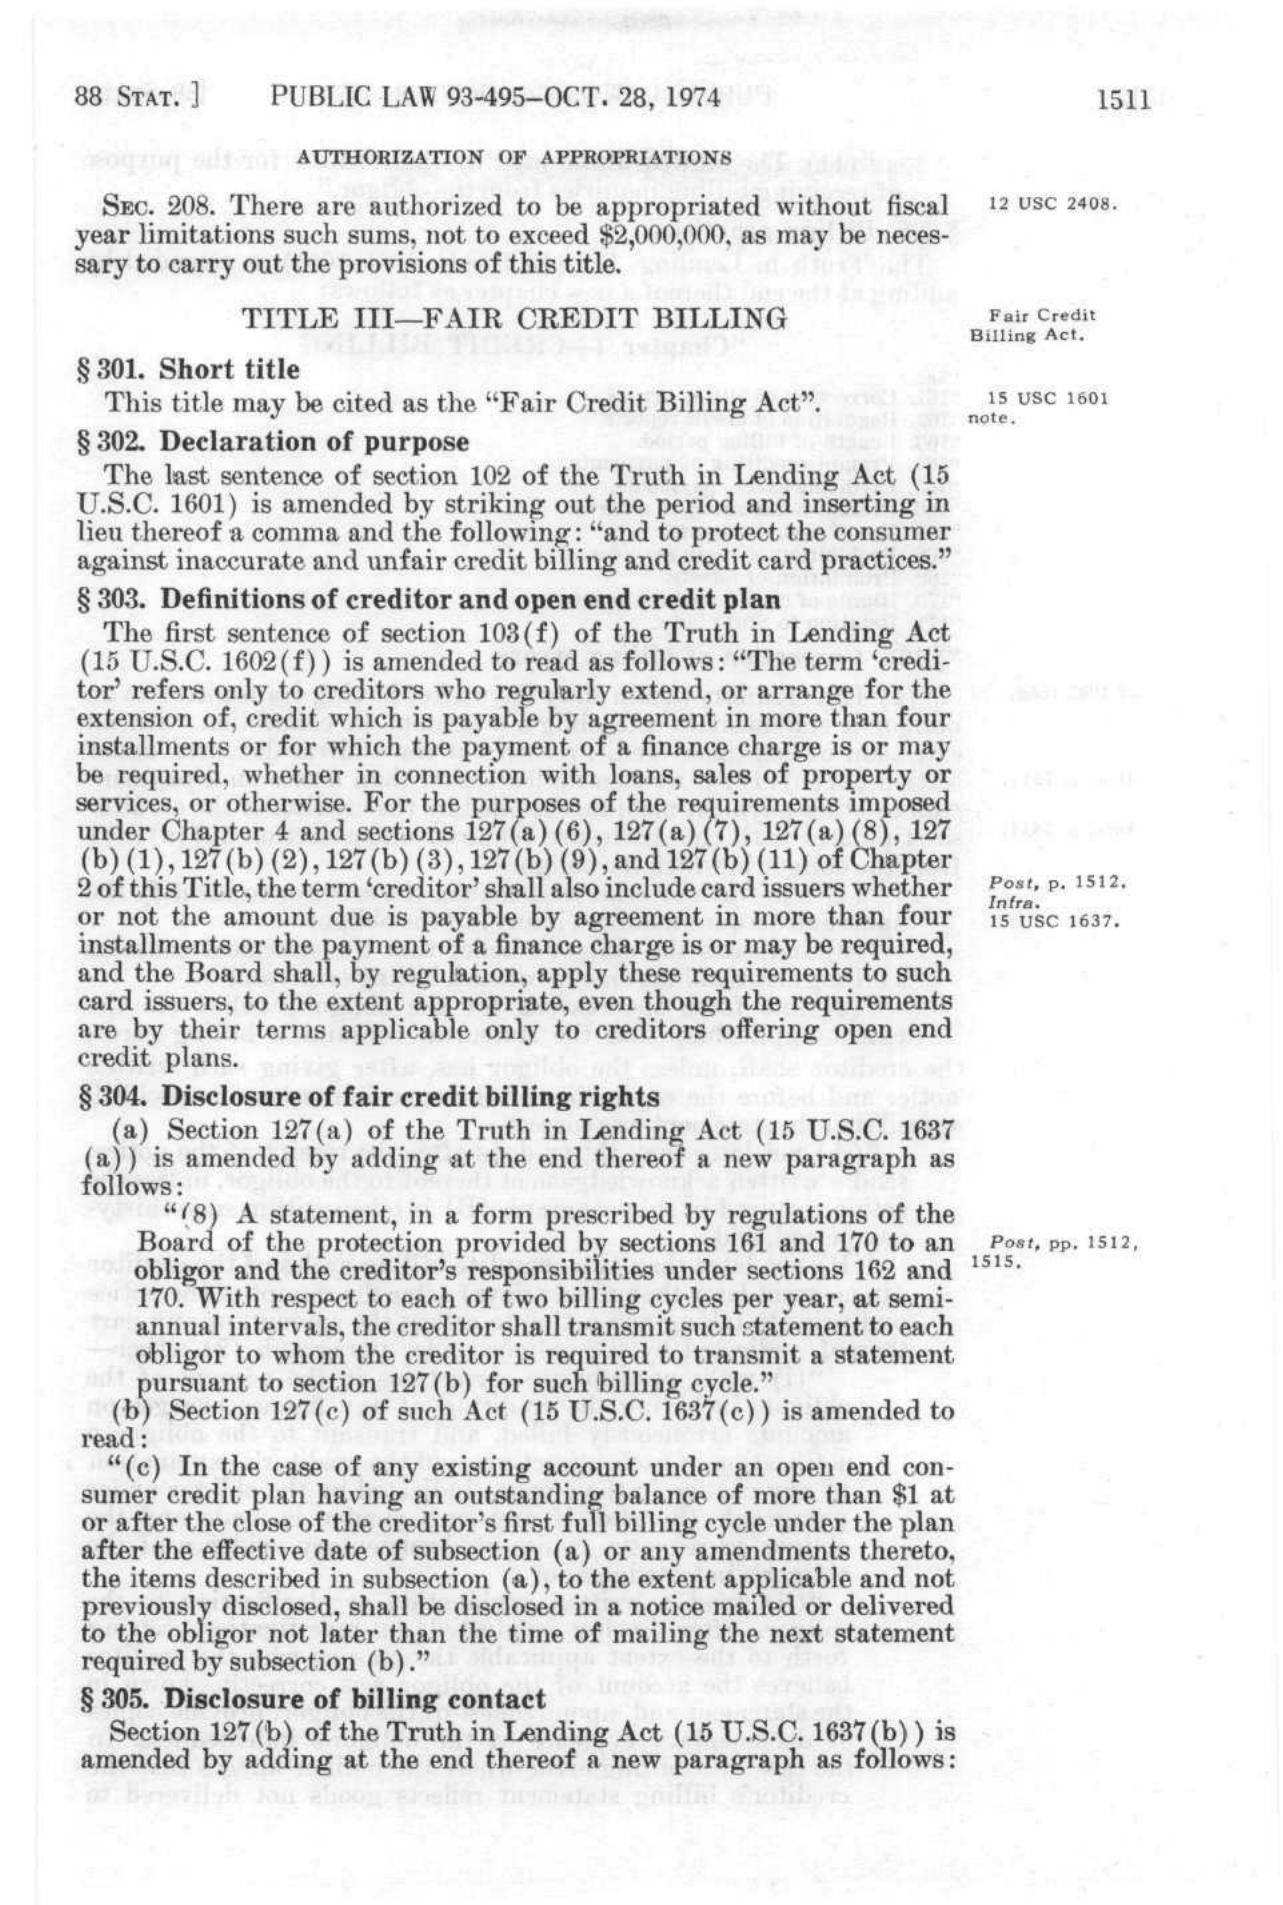 88 STAT. ] PUBLIC LAW 93-495-OCT. 28, 1974 1511
AUTHORIZATION OF APPROPRIATIONS
SEC. 208. There are authorized to be appropriated without fiscal
year limitations such sums, not to exceed $2,000,000, as may be neces-
sary to carry out the provisions of this title.
12 USC 2408.
TITLE III—FAIR CREDIT BILLING
Fair Credit
Billing Act.
§ 301. Short title
This title may be cited as the “Fair Credit Billing Act”.
15 USC 1601
note.
§ 302. Declaration of purpose
The last sentence of section 102 of the Truth in Lending Act (15
U.S.C. 1601) is amended by striking out the period and inserting in
lieu thereof a comma and the following: “and to protect the consumer
against inaccurate and unfair credit billing and credit card practices.”
§ 303. Definitions of creditor and open end credit plan
The first sentence of section 103(f) of the Truth in Lending Act
(15 U.S.C. 1602(f)) is amended to read as follows: “The term ‘credi-
tor’ refers only to creditors who regularly extend, or arrange for the
extension of, credit which is payable by agreement in more than four
installments or for which the payment of a finance charge is or may
be required, whether in connection with loans, sales of property or
services, or otherwise. For the purposes of the requirements imposed
under Chapter 4 and sections 127(a)(6), 127(a)(7), 127(a)(8), 127
(b)(1), 127(b)(2), 127(b)(3), 127(b)(9), and 127(b)(11) of Chapter
2 of this Title, the term ‘creditor’ shall also include card issuers whether
or not the amount due is payable by agreement in more than four
installments or the payment of a finance charge is or may be required,
and the Board shall, by regulation, apply these requirements to such
card issuers, to the extent appropriate, even though the requirements
are by their terms applicable only to creditors offering open end
credit plans.
Post, p. 1512.
Infra.
15 USC 1637.
§ 304. Disclosure of fair credit billing rights
(a) Section 127(a) of the Truth in Lending Act (15 U.S.C. 1637
(a)) is amended by adding at the end thereof a new paragraph as
follows:
“(8) A statement, in a form prescribed by regulations of the
Board of the protection provided by sections 161 and 170 to an
obligor and the creditor’s responsibilities under sections 162 and
170. With respect to each of two billing cycles per year, at semi-
annual intervals, the creditor shall transmit such statement to each
obligor to whom the creditor is required to transmit a statement
pursuant to section 127(b) for such billing cycle.”
Post, pp. 1512,
1515.
(b) Section 127(c) of such Act (15 U.S.C. 1637(c)) is amended to
read:
“(c) In the case of any existing account under an open end con-
sumer credit plan having an outstanding balance of more than $1 at
or after the close of the creditor’s first full billing cycle under the plan
after the effective date of subsection (a) or any amendments thereto,
the items described in subsection (a), to the extent applicable and not
previously disclosed, shall be disclosed in a notice mailed or delivered
to the obligor not later than the time of mailing the next statement
required by subsection (b).”
§ 305. Disclosure of billing contact
Section 127(b) of the Truth in Lending Act (15 U.S.C. 1637(b)) is
amended by adding at the end thereof a new paragraph as follows: